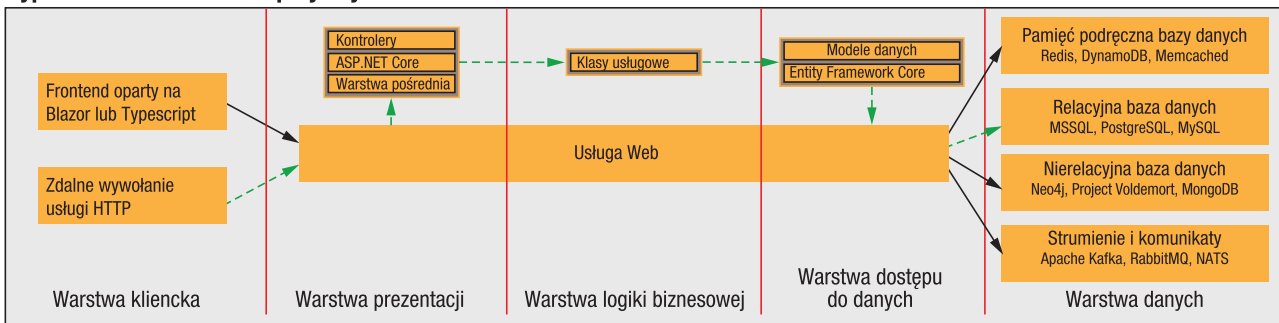 Frontend oparty na
Blazor lub Typescript
Zdalne wywołanie
usługi HTTP
Warstwa kliencka
Kontrolery
ASP.NET Core
Warstwa pośrednia
Warstwa prezentacji
Klasy usługowe
Usługa Web
Warstwa logiki biznesowej
Modele danych
Entity Framework Core
Warstwa dostępu
do danych
Pamięć podręczna bazy danych
Redis, DynamoDB, Memcached
Relacyjna baza danych
MSSQL, PostgreSQL, MySQL
Nierelacyjna baza danych
Neo4j, Project Voldemort, MongoDB
Strumienie i komunikaty
Apache Kafka, RabbitMQ, NATS
Warstwa danych